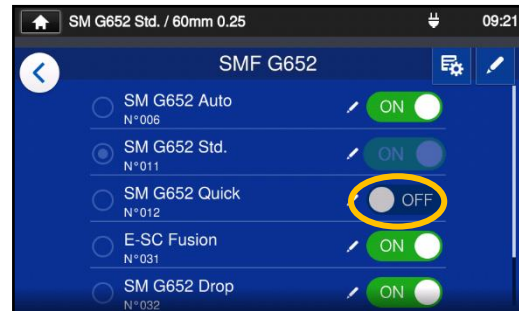 SM G652 Std. / 60mm 0.25 09:21
SMF G652
SM G652 Auto
N°006
ON
SM G652 Std.
N°011
ON
SM G652 Quick
N°012
OFF
E-SC Fusion
N°031
ON
SM G652 Drop
N°032
ON